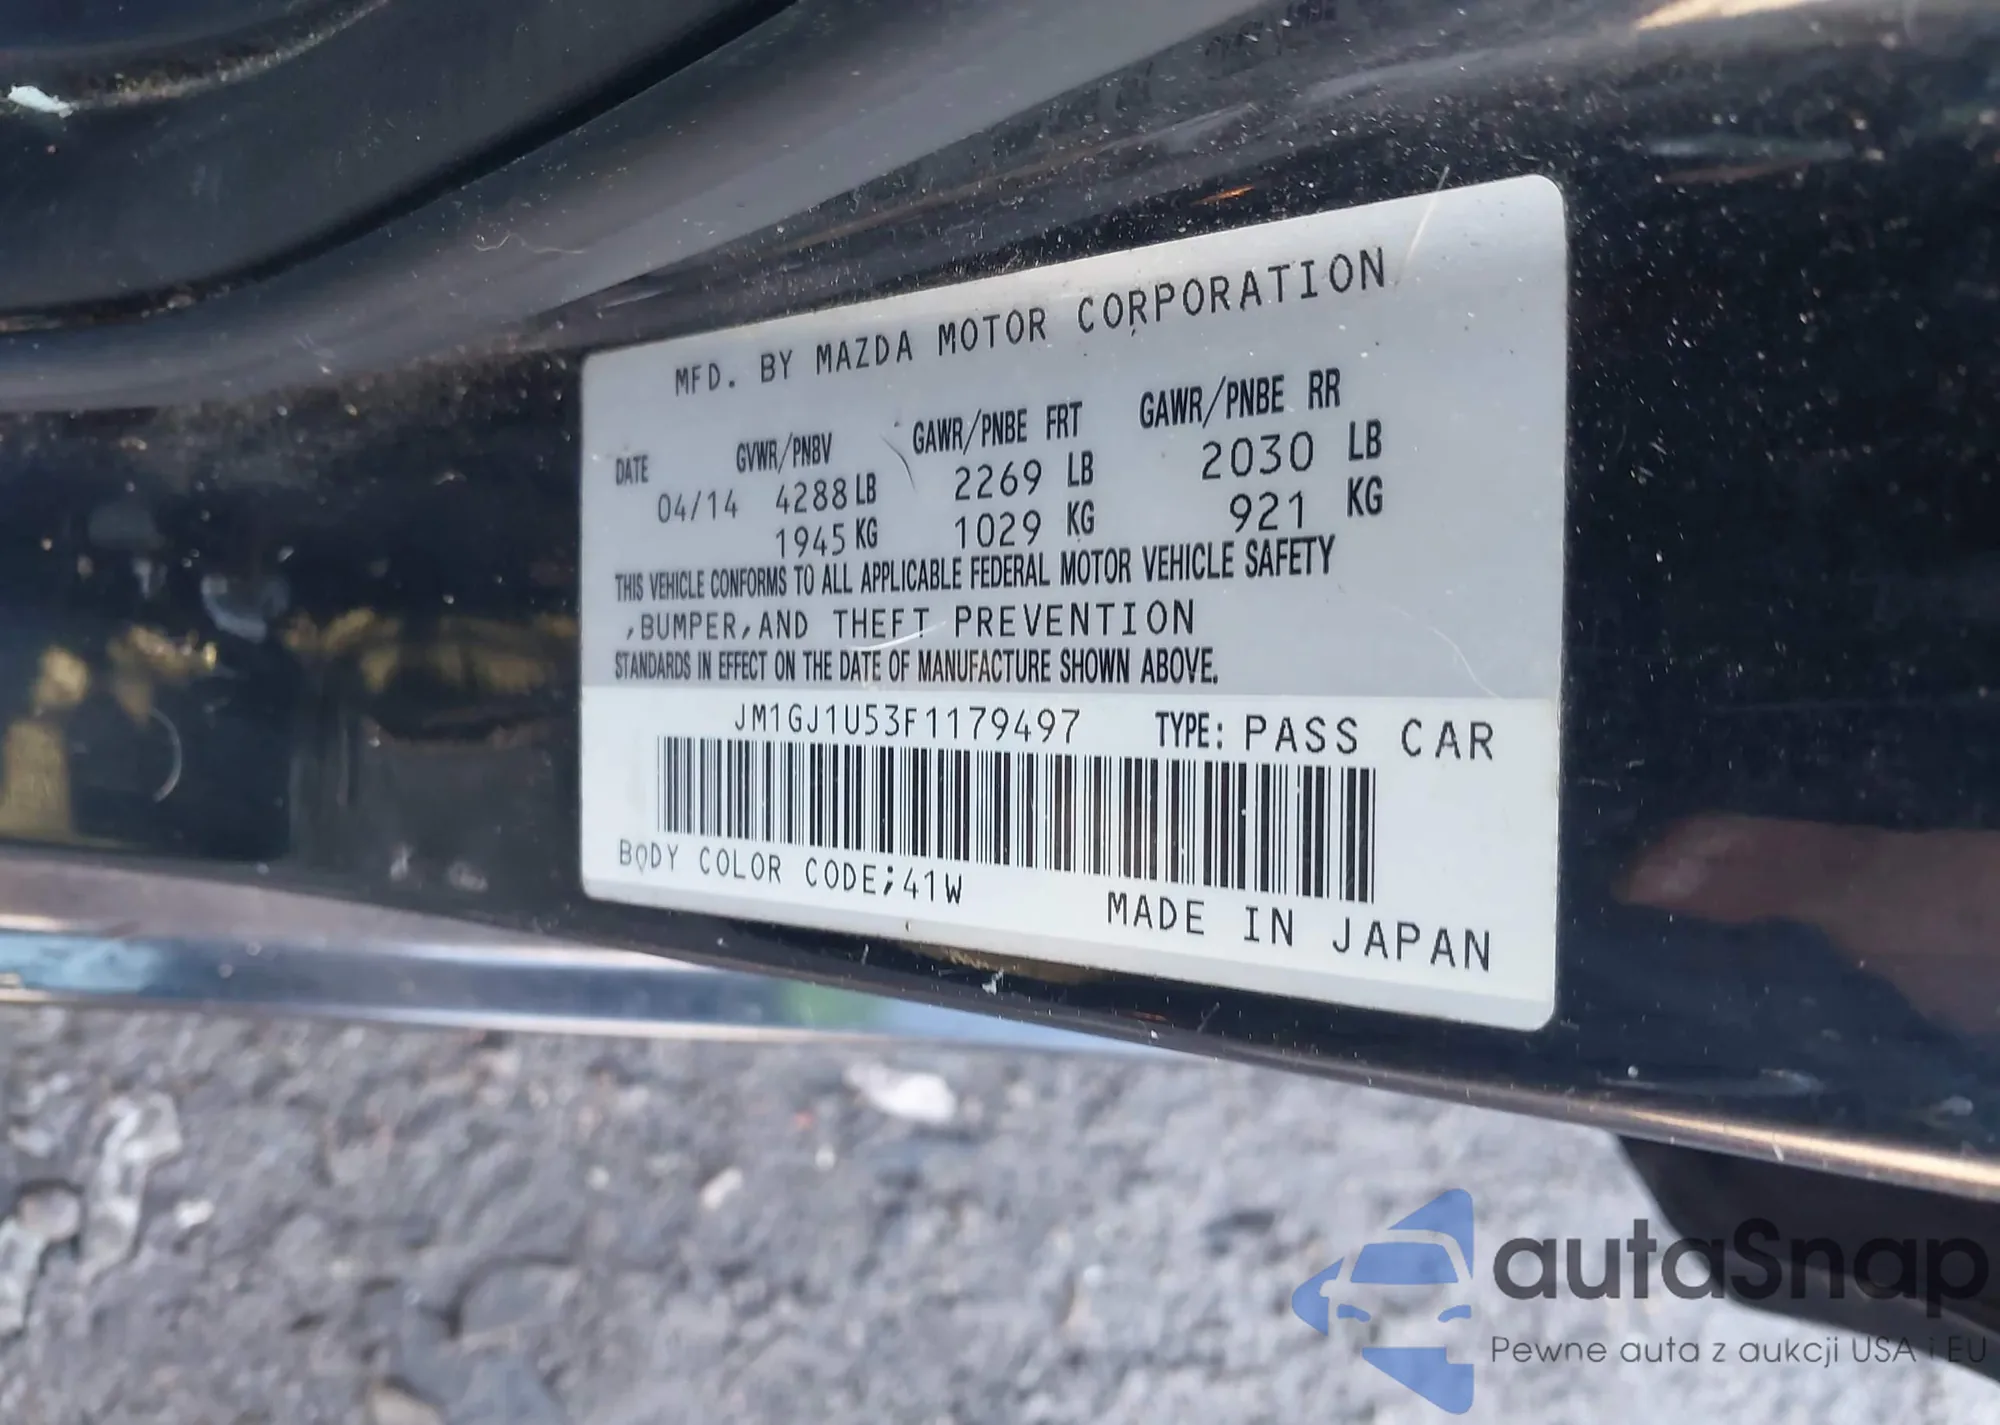 MFD. BY MAZDA MOTOR CORPORATION
DATE GVWR/PNBV GAWR/PNBE FRT GAWR/PNBE RR
04/14 4288 LB 2269 LB 2030 LB
1945 KG 1029 KG 921 KG
THIS VEHICLE CONFORMS TO ALL APPLICABLE FEDERAL MOTOR VEHICLE SAFETY
,BUMPER,AND THEFT PREVENTION
STANDARDS IN EFFECT ON THE DATE OF MANUFACTURE SHOWN ABOVE.
JM1GJ1U53F1179497 TYPE: PASS CAR
BODY COLOR CODE;41W
MADE IN JAPAN
autaSnap
Pewne auta z aukcji USA i EU